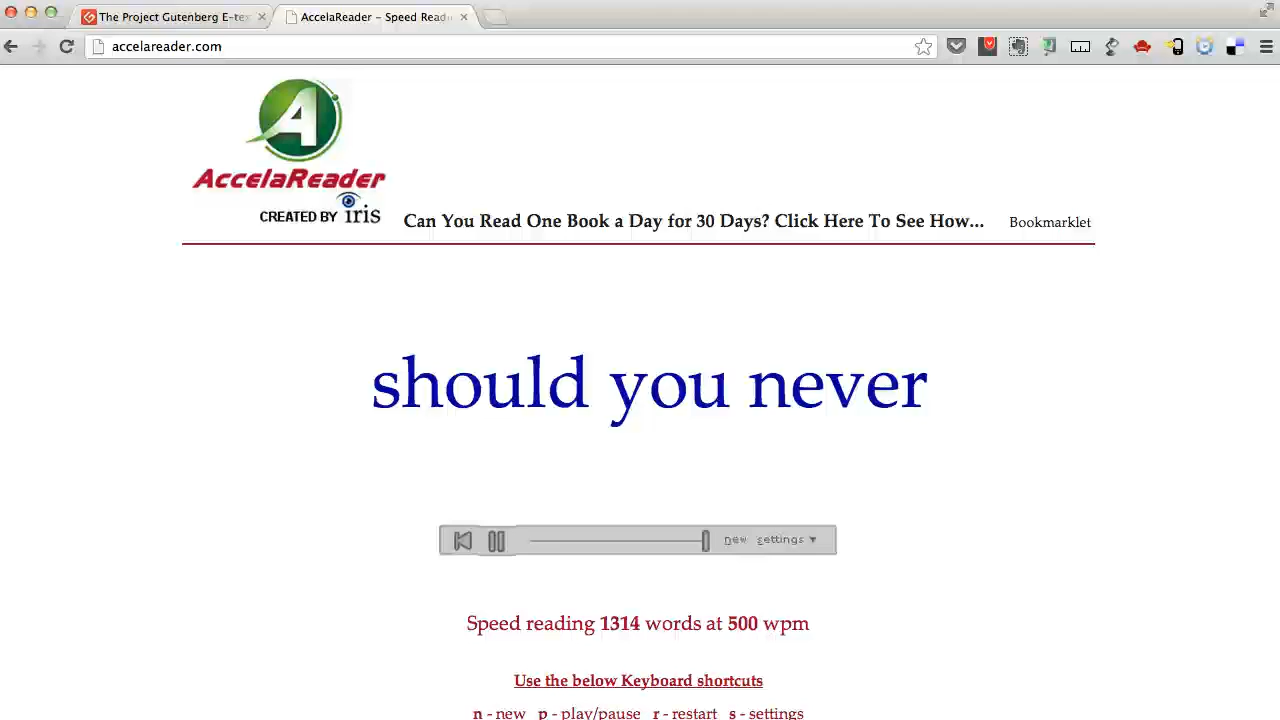 The Project Gutenberg E-tex
AccelaReader – Speed Readi
accelareader.com
A
AccelaReader
CREATED BY iris
Can You Read One Book a Day for 30 Days? Click Here To See How... Bookmarklet
should you never
new settings ▼
Speed reading 1314 words at 500 wpm
Use the below Keyboard shortcuts
n - new p - play/pause r - restart s - settings